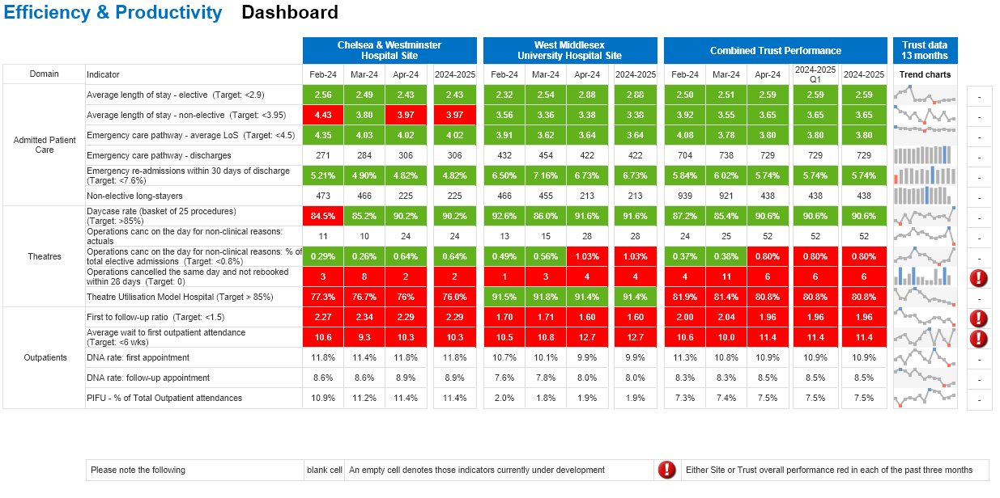 Efficiency & Productivity Dashboard
Chelsea & Westminster Hospital Site West Middlesex University Hospital Site Combined Trust Performance Trust data 13 months
Domain Indicator Feb-24 Mar-24 Apr-24 2024-2025 Feb-24 Mar-24 Apr-24 2024-2025 Feb-24 Mar-24 Apr-24 2024-2025 Q1 2024-2025 Trend charts
Admitted Patient Care
Average length of stay - elective (Target: <2.9) 2.56 2.49 2.43 2.43 2.32 2.54 2.88 2.88 2.50 2.51 2.59 2.59 2.59 -
Average length of stay - non-elective (Target: <3.95) 4.43 3.80 3.97 3.97 3.56 3.36 3.38 3.38 3.92 3.55 3.65 3.65 3.65 -
Emergency care pathway - average LoS (Target: <4.5) 4.35 4.03 4.02 4.02 3.91 3.62 3.64 3.64 4.08 3.78 3.80 3.80 3.80 -
Emergency care pathway - discharges 271 284 306 306 432 454 422 422 704 738 729 729 729 -
Emergency re-admissions within 30 days of discharge (Target: <7.6%) 5.21% 4.90% 4.82% 4.82% 6.50% 7.16% 6.73% 6.73% 5.84% 6.02% 5.74% 5.74% 5.74% -
Non-elective long-stayers 473 466 225 225 466 455 213 213 939 921 438 438 438 -
Theatres
Daycase rate (basket of 25 procedures) (Target: >85%) 84.5% 85.2% 90.2% 90.2% 92.6% 86.0% 91.6% 91.6% 87.2% 85.4% 90.6% 90.6% 90.6% -
Operations canc on the day for non-clinical reasons: actuals 11 10 24 24 13 15 28 28 24 25 52 52 52 -
Operations canc on the day for non-clinical reasons: % of total elective admissions (Target: <0.8%) 0.29% 0.26% 0.64% 0.64% 0.49% 0.56% 1.03% 1.03% 0.37% 0.38% 0.80% 0.80% 0.80% -
Operations cancelled the same day and not rebooked within 28 days (Target: 0) 3 8 2 2 1 3 4 4 4 11 6 6 6 !
Theatre Utilisation Model Hospital (Target > 85%) 77.3% 76.7% 76% 76.0% 91.5% 91.8% 91.4% 91.4% 81.9% 81.4% 80.8% 80.8% 80.8% -
Outpatients
First to follow-up ratio (Target: <1.5) 2.27 2.34 2.29 2.29 1.70 1.71 1.60 1.60 2.00 2.04 1.96 1.96 1.96 !
Average wait to first outpatient attendance (Target: <6 wks) 10.6 9.3 10.3 10.3 10.5 10.8 12.7 12.7 10.6 10.0 11.4 11.4 11.4 !
DNA rate: first appointment 11.8% 11.4% 11.8% 11.8% 10.7% 10.1% 9.9% 9.9% 11.3% 10.8% 10.9% 10.9% 10.9% -
DNA rate: follow-up appointment 8.6% 8.6% 8.9% 8.9% 7.6% 7.8% 8.0% 8.0% 8.3% 8.3% 8.5% 8.5% 8.5% -
PIFU - % of Total Outpatient attendances 10.9% 11.2% 11.4% 11.4% 2.0% 1.8% 1.9% 1.9% 7.3% 7.4% 7.5% 7.5% 7.5% -
Please note the following blank cell An empty cell denotes those indicators currently under development ! Either Site or Trust overall performance red in each of the past three months